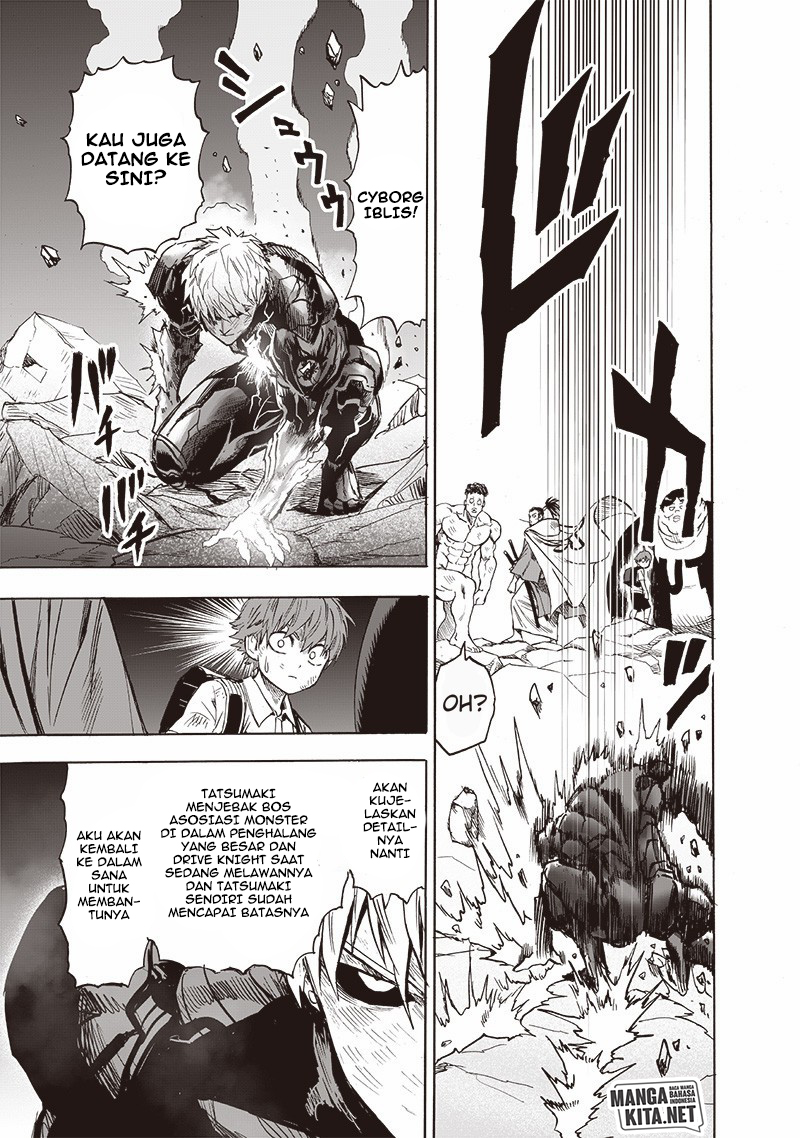 ドドド
カ
ッ
OH?
CYBORG
IBLIS!
KAU JUGA
DATANG KE
SINI?
シュウウゥ
バチ
バチ
AKAN
KUJE-
LASKAN
DETAIL-
NYA
NANTI
TATSUMAKI
MENJEBAK BOS
ASOSIASI MONSTER
DI DALAM PENGHALANG
YANG BESAR DAN
DRIVE KNIGHT SAAT
SEDANG MELAWANNYA
DAN TATSUMAKI
SENDIRI SUDAH
MENCAPAI BATASNYA
AKU AKAN
KEMBALI
KE DALAM
SANA
UNTUK
MEMBAN-
TUNYA
MANGA
KITA.NET
BACA MANGA
BAHASA
INDONESIA